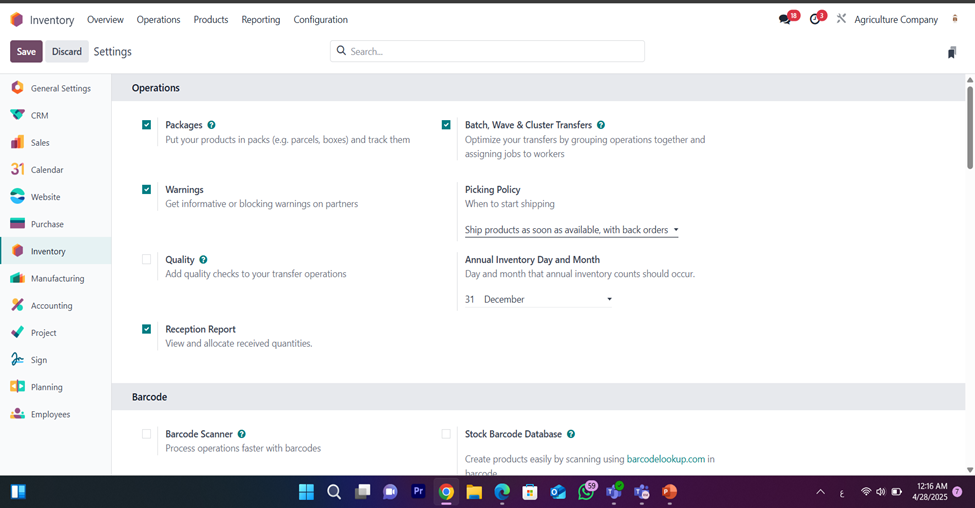 Inventory Overview Operations Products Reporting Configuration 18 3 Agriculture Company
Save Discard Settings Search...
General Settings
CRM
Sales
31 Calendar
Website
Purchase
Inventory
Manufacturing
Accounting
Project
Sign
Planning
Employees
Operations
Packages ?
Put your products in packs (e.g. parcels, boxes) and track them
Batch, Wave & Cluster Transfers ?
Optimize your transfers by grouping operations together and
assigning jobs to workers
Warnings
Get informative or blocking warnings on partners
Picking Policy
When to start shipping
Ship products as soon as available, with back orders
Quality ?
Add quality checks to your transfer operations
Annual Inventory Day and Month
Day and month that annual inventory counts should occur.
31 December
Reception Report
View and allocate received quantities.
Barcode
Barcode Scanner ?
Process operations faster with barcodes
Stock Barcode Database ?
Create products easily by scanning using barcodelookup.com in
barcode.
Pr 59 ع 12:16 AM 7
4/28/2025